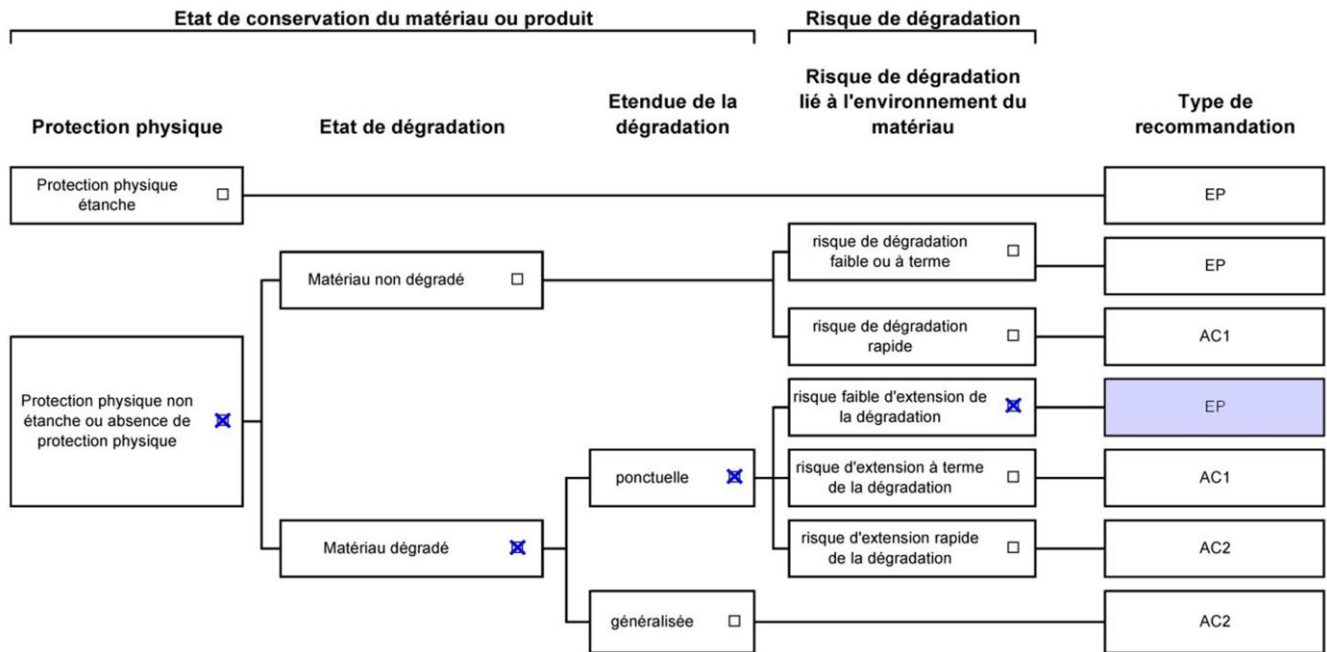 Etat de conservation du matériau ou produit
Risque de dégradation
Protection physique
Etat de dégradation
Etendue de la
dégradation
Risque de dégradation
lié à l'environnement du
matériau
Type de
recommandation
Protection physique
étanche
EP
Matériau non dégradé
risque de dégradation
faible ou à terme
EP
risque de dégradation
rapide
AC1
Protection physique non
étanche ou absence de
protection physique
risque faible d'extension de
la dégradation
EP
ponctuelle
risque d'extension à terme
de la dégradation
AC1
Matériau dégradé
risque d'extension rapide
de la dégradation
AC2
généralisée
AC2